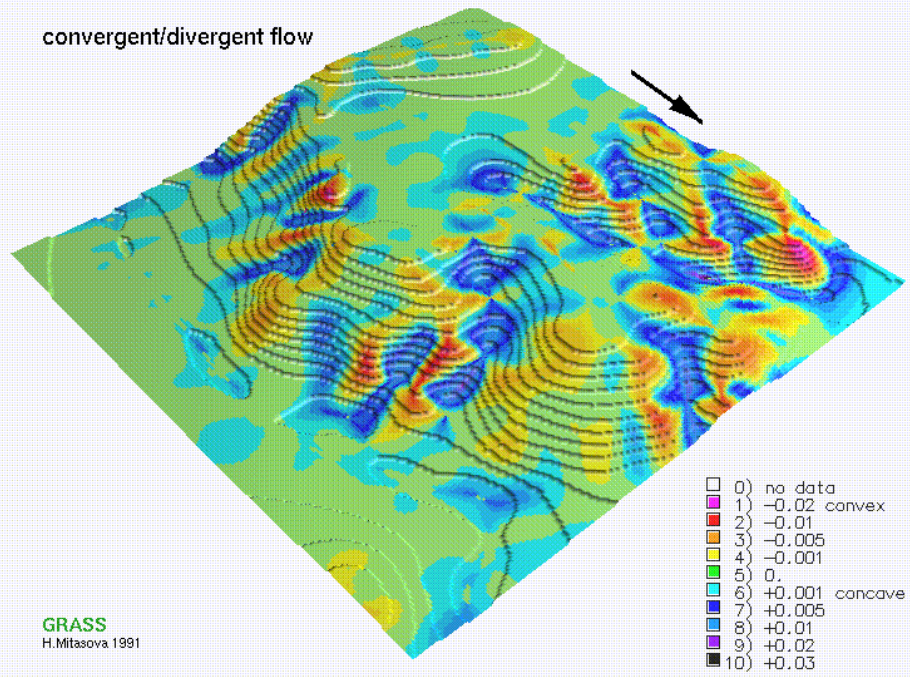 convergent/divergent flow
0) no data
1) -0.02 convex
2) -0.01
3) -0.005
4) -0.001
5) 0.
6) +0.001 concave
7) +0.005
8) +0.01
9) +0.02
10) +0.03
GRASS
H.Mitasova 1991